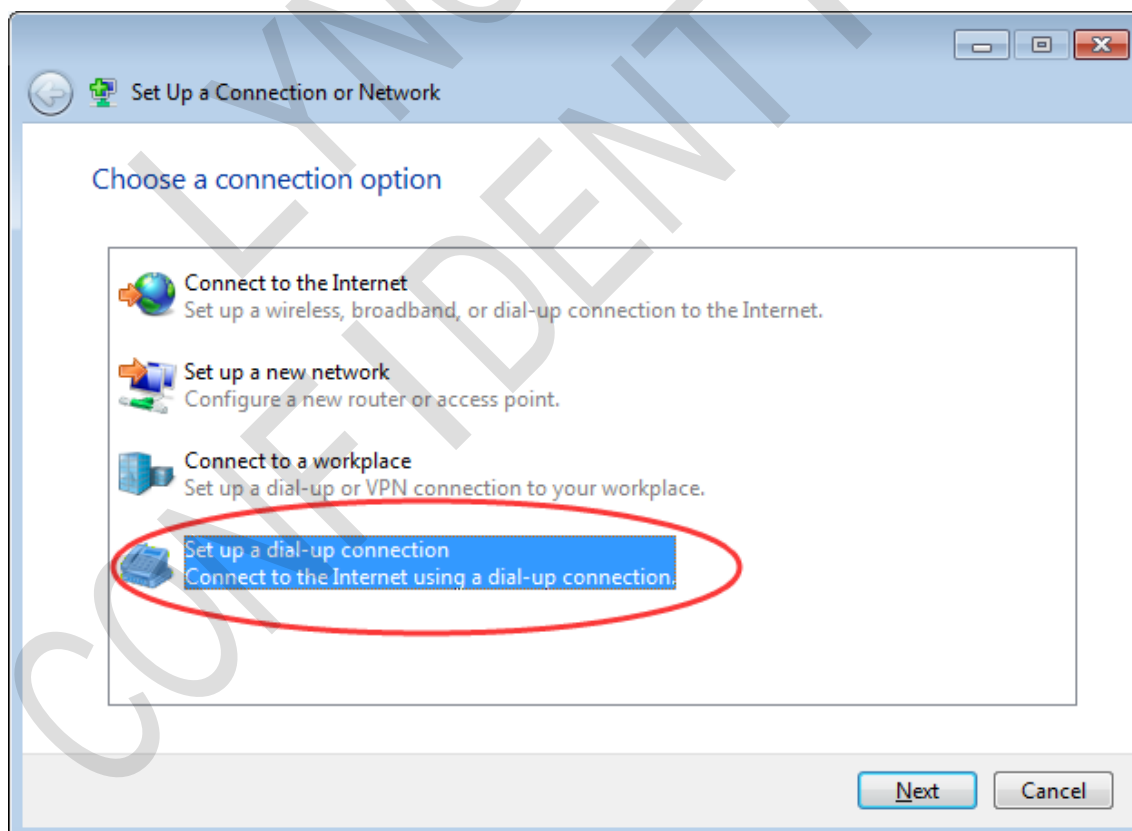 Set Up a Connection or Network
Choose a connection option
Connect to the Internet
Set up a wireless, broadband, or dial-up connection to the Internet.
Set up a new network
Configure a new router or access point.
Connect to a workplace
Set up a dial-up or VPN connection to your workplace.
Set up a dial-up connection
Connect to the Internet using a dial-up connection.
Next
Cancel